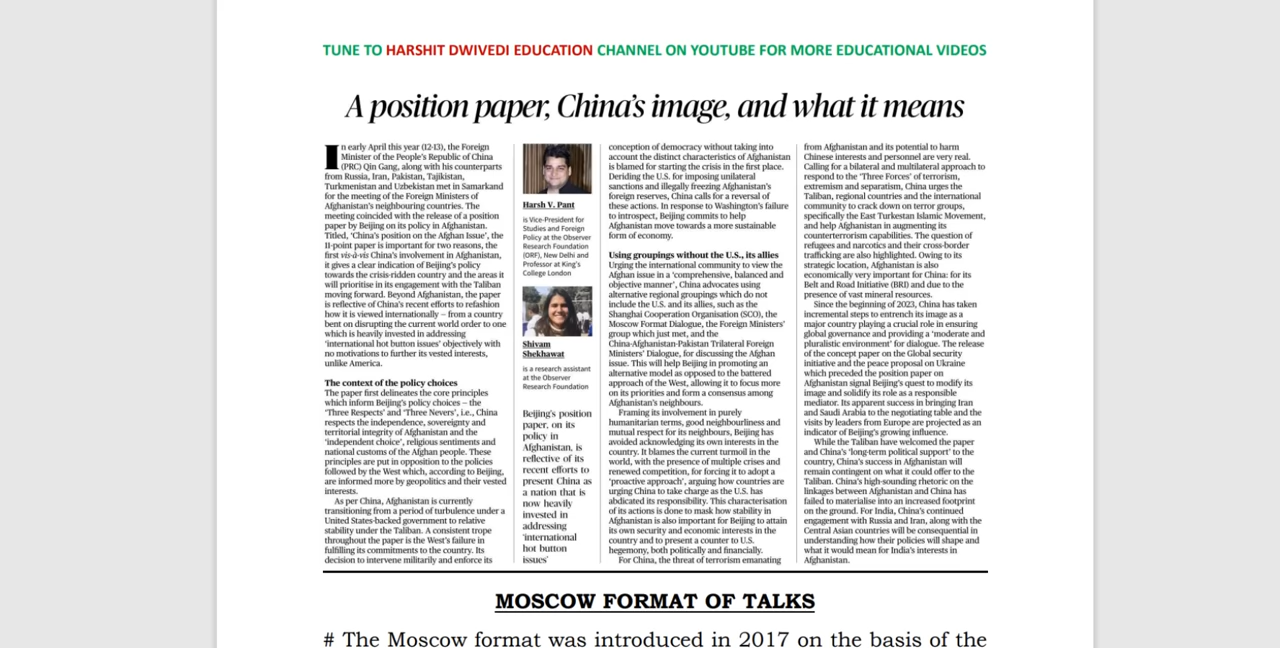 TUNE TO HARSHIT DWIVEDI EDUCATION CHANNEL ON YOUTUBE FOR MORE EDUCATIONAL VIDEOS
A position paper, China's image, and what it means
In early April this year (12-13), the Foreign
Minister of the People's Republic of China
(PRC) Qin Gang, along with his counterparts
from Russia, Iran, Pakistan, Tajikistan,
Turkmenistan and Uzbekistan met in Samarkand
for the meeting of the Foreign Ministers of
Afghanistan's neighbouring countries. The
meeting coincided with the release of a position
paper by Beijing on its policy in Afghanistan.
Titled, 'China's position on the Afghan Issue', the
11-point paper is important for two reasons, the
first vis-à-vis China's involvement in Afghanistan,
it gives a clear indication of Beijing's policy
towards the crisis-ridden country and the areas it
will prioritise in its engagement with the Taliban
moving forward. Beyond Afghanistan, the paper
is reflective of China's recent efforts to refashion
how it is viewed internationally – from a country
bent on disrupting the current world order to one
which is heavily invested in addressing
'international hot button issues' objectively with
no motivations to further its vested interests,
unlike America.
The context of the policy choices
The paper first delineates the core principles
which inform Beijing's policy choices – the
'Three Respects' and 'Three Nevers', i.e., China
respects the independence, sovereignty and
territorial integrity of Afghanistan and the
'independent choice', religious sentiments and
national customs of the Afghan people. These
principles are put in opposition to the policies
followed by the West which, according to Beijing,
are informed more by geopolitics and their vested
interests.
As per China, Afghanistan is currently
transitioning from a period of turbulence under a
United States-backed government to relative
stability under the Taliban. A consistent trope
throughout the paper is the West's failure in
fulfilling its commitments to the country. Its
decision to intervene militarily and enforce its
Harsh V. Pant
is Vice-President for
Studies and Foreign
Policy at the Observer
Research Foundation
(ORF), New Delhi and
Professor at King's
College London
Shivam
Shekhawat
is a research assistant
at the Observer
Research Foundation
Beijing's position
paper, on its
policy in
Afghanistan, is
reflective of its
recent efforts to
present China as
a nation that is
now heavily
invested in
addressing
'international
hot button
issues'
conception of democracy without taking into
account the distinct characteristics of Afghanistan
is blamed for starting the crisis in the first place.
Deriding the U.S. for imposing unilateral
sanctions and illegally freezing Afghanistan's
foreign reserves, China calls for a reversal of
these actions. In response to Washington's failure
to introspect, Beijing commits to help
Afghanistan move towards a more sustainable
form of economy.
Using groupings without the U.S., its allies
Urging the international community to view the
Afghan issue in a 'comprehensive, balanced and
objective manner', China advocates using
alternative regional groupings which do not
include the U.S. and its allies, such as the
Shanghai Cooperation Organisation (SCO), the
Moscow Format Dialogue, the Foreign Ministers'
group which just met, and the
China-Afghanistan-Pakistan Trilateral Foreign
Ministers' Dialogue, for discussing the Afghan
issue. This will help Beijing in promoting an
alternative model as opposed to the battered
approach of the West, allowing it to focus more
on its priorities and form a consensus among
Afghanistan's neighbours.
Framing its involvement in purely
humanitarian terms, good neighbourliness and
mutual respect for its neighbours, Beijing has
avoided acknowledging its own interests in the
country. It blames the current turmoil in the
world, with the presence of multiple crises and
renewed competition, for forcing it to adopt a
'proactive approach', arguing how countries are
urging China to take charge as the U.S. has
abdicated its responsibility. This characterisation
of its actions is done to mask how stability in
Afghanistan is also important for Beijing to attain
its own security and economic interests in the
country and to present a counter to U.S.
hegemony, both politically and financially.
For China, the threat of terrorism emanating
from Afghanistan and its potential to harm
Chinese interests and personnel are very real.
Calling for a bilateral and multilateral approach to
respond to the 'Three Forces' of terrorism,
extremism and separatism, China urges the
Taliban, regional countries and the international
community to crack down on terror groups,
specifically the East Turkestan Islamic Movement,
and help Afghanistan in augmenting its
counterterrorism capabilities. The question of
refugees and narcotics and their cross-border
trafficking are also highlighted. Owing to its
strategic location, Afghanistan is also
economically very important for China: for its
Belt and Road Initiative (BRI) and due to the
presence of vast mineral resources.
Since the beginning of 2023, China has taken
incremental steps to entrench its image as a
major country playing a crucial role in ensuring
global governance and providing a 'moderate and
pluralistic environment' for dialogue. The release
of the concept paper on the Global security
initiative and the peace proposal on Ukraine
which preceded the position paper on
Afghanistan signal Beijing's quest to modify its
image and solidify its role as a responsible
mediator. Its apparent success in bringing Iran
and Saudi Arabia to the negotiating table and the
visits by leaders from Europe are projected as an
indicator of Beijing's growing influence.
While the Taliban have welcomed the paper
and China's 'long-term political support' to the
country, China's success in Afghanistan will
remain contingent on what it could offer to the
Taliban. China's high-sounding rhetoric on the
linkages between Afghanistan and China has
failed to materialise into an increased footprint
on the ground. For India, China's continued
engagement with Russia and Iran, along with the
Central Asian countries will be consequential in
understanding how their policies will shape and
what it would mean for India's interests in
Afghanistan.
MOSCOW FORMAT OF TALKS
# The Moscow format was introduced in 2017 on the basis of the